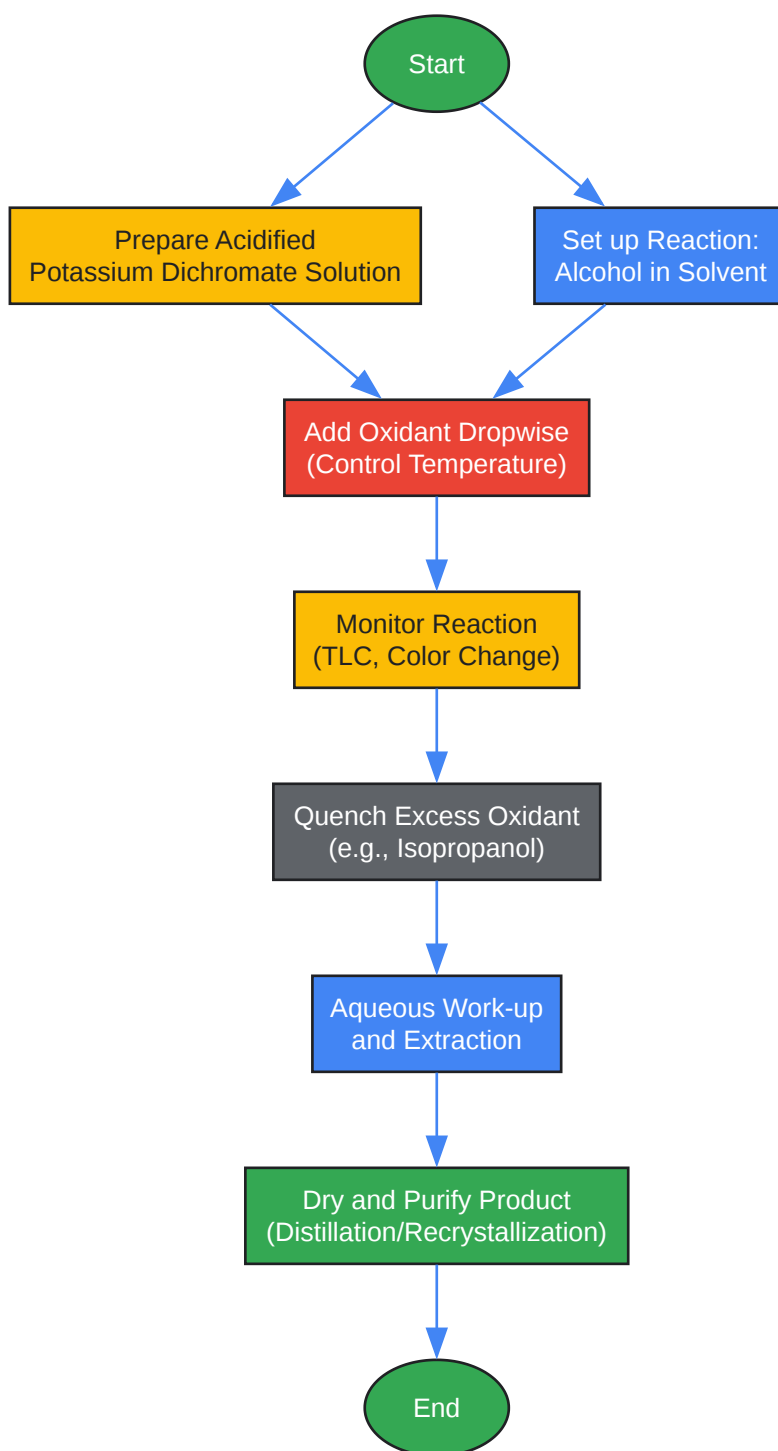 Start
Prepare Acidified
Potassium Dichromate Solution
Set up Reaction:
Alcohol in Solvent
Add Oxidant Dropwise
(Control Temperature)
Monitor Reaction
(TLC, Color Change)
Quench Excess Oxidant
(e.g., Isopropanol)
Aqueous Work-up
and Extraction
Dry and Purify Product
(Distillation/Recrystallization)
End